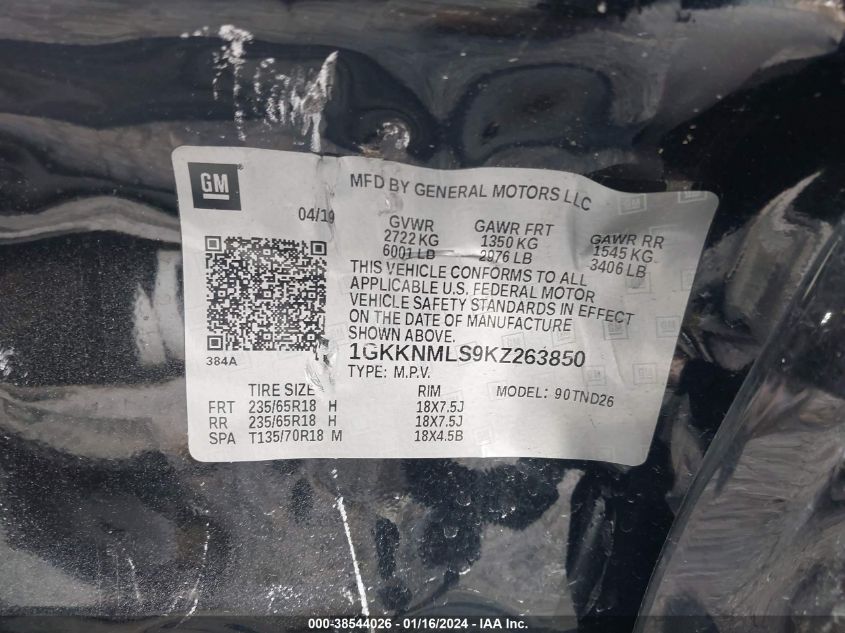 GM
MFD BY GENERAL MOTORS LLC
04/19
GVWR GAWR FRT GAWR RR
2722 KG 1350 KG 1545 KG
6001 LB 2976 LB 3406 LB
THIS VEHICLE CONFORMS TO ALL
APPLICABLE U.S. FEDERAL MOTOR
VEHICLE SAFETY STANDARDS IN EFFECT
ON THE DATE OF MANUFACTURE
SHOWN ABOVE.
384A
1GKKNMLS9KZ263850
TYPE: M.P.V. MODEL: 90TND26
TIRE SIZE RIM
FRT 235/65R18 H 18X7.5J
RR 235/65R18 H 18X7.5J
SPA T135/70R18 M 18X4.5B
000-38544026 - 01/16/2024 - IAA Inc.